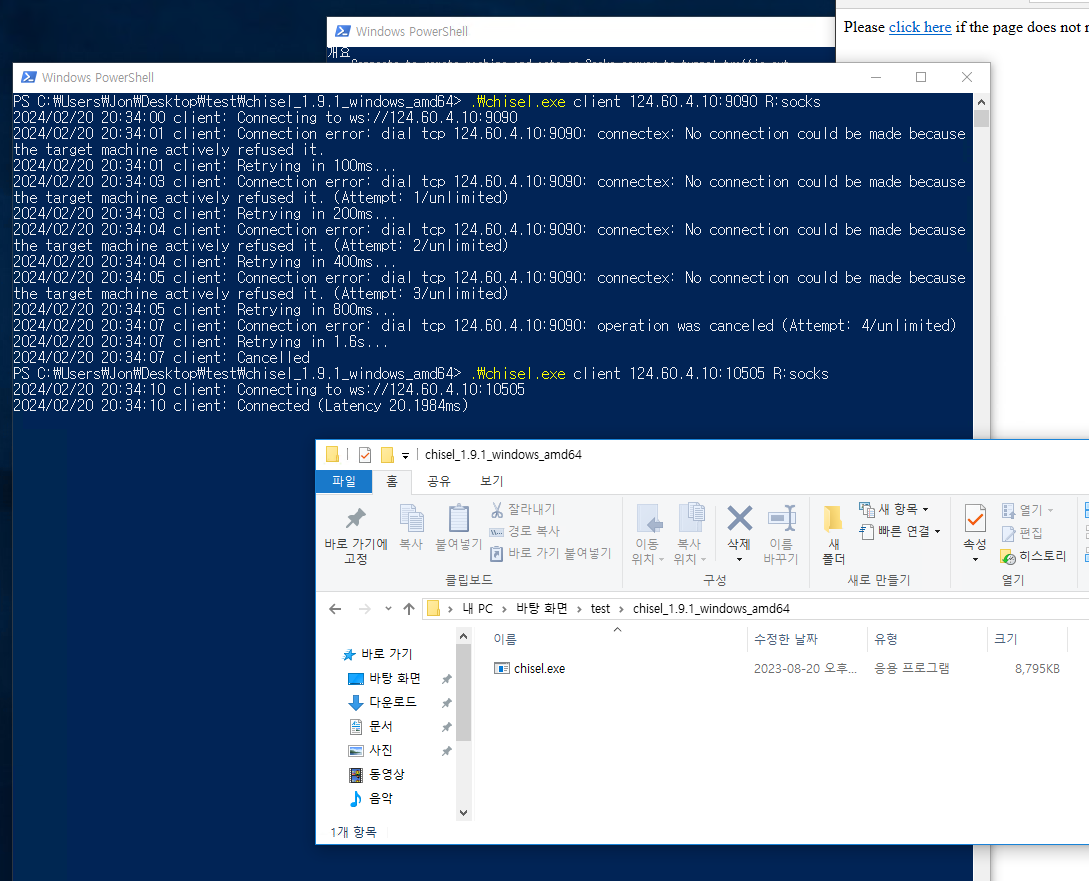 Windows PowerShell
Please click here if the page does not
개요
Windows PowerShell
PS C:₩Users₩Jon₩Desktop₩test₩chisel_1.9.1_windows_amd64> .₩chisel.exe client 124.60.4.10:9090 R:socks
2024/02/20 20:34:00 client: Connecting to ws://124.60.4.10:9090
2024/02/20 20:34:01 client: Connection error: dial tcp 124.60.4.10:9090: connectex: No connection could be made because
the target machine actively refused it.
2024/02/20 20:34:01 client: Retrying in 100ms...
2024/02/20 20:34:03 client: Connection error: dial tcp 124.60.4.10:9090: connectex: No connection could be made because
the target machine actively refused it. (Attempt: 1/unlimited)
2024/02/20 20:34:03 client: Retrying in 200ms...
2024/02/20 20:34:04 client: Connection error: dial tcp 124.60.4.10:9090: connectex: No connection could be made because
the target machine actively refused it. (Attempt: 2/unlimited)
2024/02/20 20:34:04 client: Retrying in 400ms...
2024/02/20 20:34:05 client: Connection error: dial tcp 124.60.4.10:9090: connectex: No connection could be made because
the target machine actively refused it. (Attempt: 3/unlimited)
2024/02/20 20:34:05 client: Retrying in 800ms...
2024/02/20 20:34:07 client: Connection error: dial tcp 124.60.4.10:9090: operation was canceled (Attempt: 4/unlimited)
2024/02/20 20:34:07 client: Retrying in 1.6s...
2024/02/20 20:34:07 client: Cancelled
PS C:₩Users₩Jon₩Desktop₩test₩chisel_1.9.1_windows_amd64> .₩chisel.exe client 124.60.4.10:10505 R:socks
2024/02/20 20:34:10 client: Connecting to ws://124.60.4.10:10505
2024/02/20 20:34:10 client: Connected (Latency 20.1984ms)
chisel_1.9.1_windows_amd64
파일 홈 공유 보기
바로 가기에 고정
복사
붙여넣기
잘라내기
경로 복사
바로 가기 붙여넣기
클립보드
이동 위치
복사 위치
삭제
이름 바꾸기
구성
새 폴더
새 항목
빠른 연결
새로 만들기
속성
열기
편집
히스토리
열기
내 PC > 바탕 화면 > test > chisel_1.9.1_windows_amd64
이름 수정한 날짜 유형 크기
chisel.exe 2023-08-20 오후... 응용 프로그램 8,795KB
바로 가기
바탕 화면
다운로드
문서
사진
동영상
음악
1개 항목